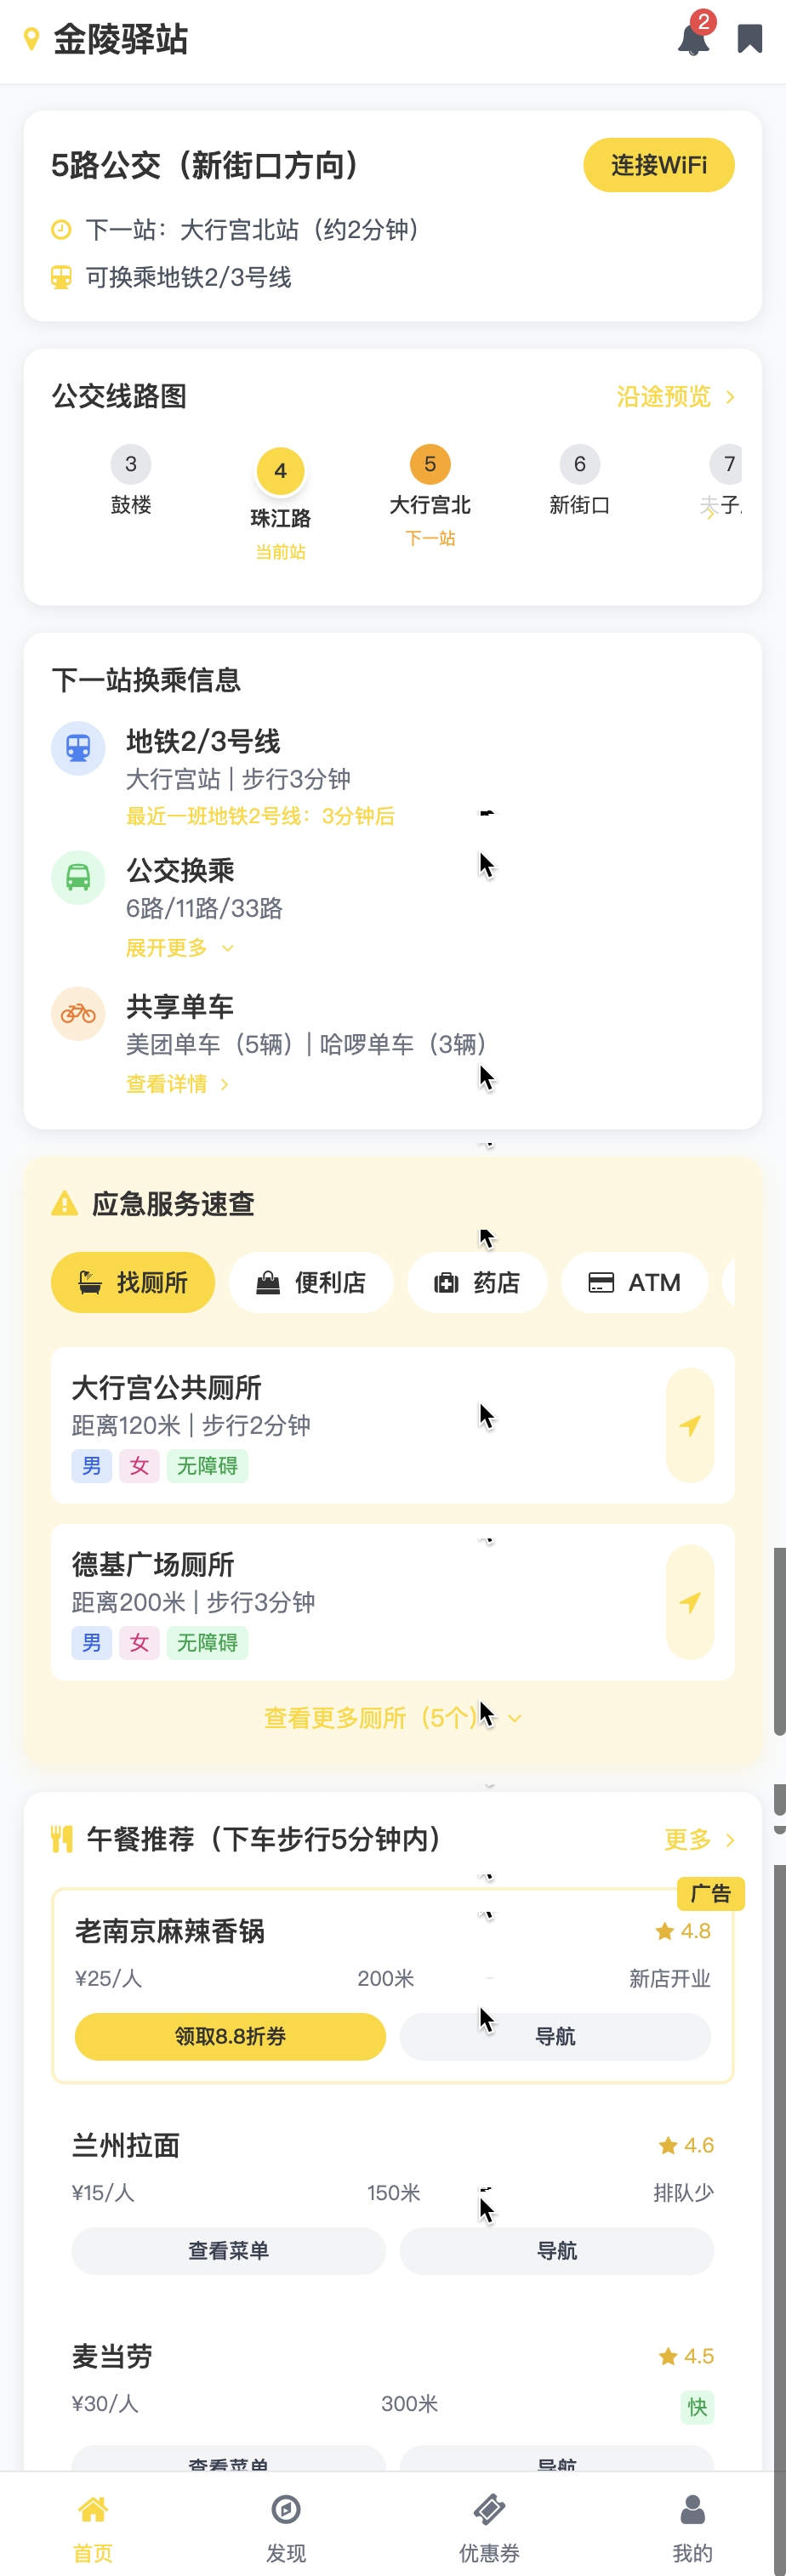 金陵驿站
2
5路公交（新街口方向）
连接WiFi
下一站：大行宫北站（约2分钟）
可换乘地铁2/3号线
公交线路图
沿途预览
3
4
5
6
7
鼓楼
珠江路
大行宫北
新街口
夫子
当前站
下一站
下一站换乘信息
地铁2/3号线
大行宫站 | 步行3分钟
最近一班地铁2号线：3分钟后
公交换乘
6路/11路/33路
展开更多
共享单车
美团单车（5辆）| 哈啰单车（3辆）
查看详情
应急服务速查
找厕所
便利店
药店
ATM
大行宫公共厕所
距离120米 | 步行2分钟
男 女 无障碍
德基广场厕所
距离200米 | 步行3分钟
男 女 无障碍
查看更多厕所（5个）
午餐推荐（下车步行5分钟内）
更多
广告
老南京麻辣香锅
4.8
¥25/人
200米
新店开业
领取8.8折券
导航
兰州拉面
4.6
¥15/人
150米
排队少
查看菜单
导航
麦当劳
4.5
¥30/人
300米
快
查看菜单
导航
首页
发现
优惠券
我的